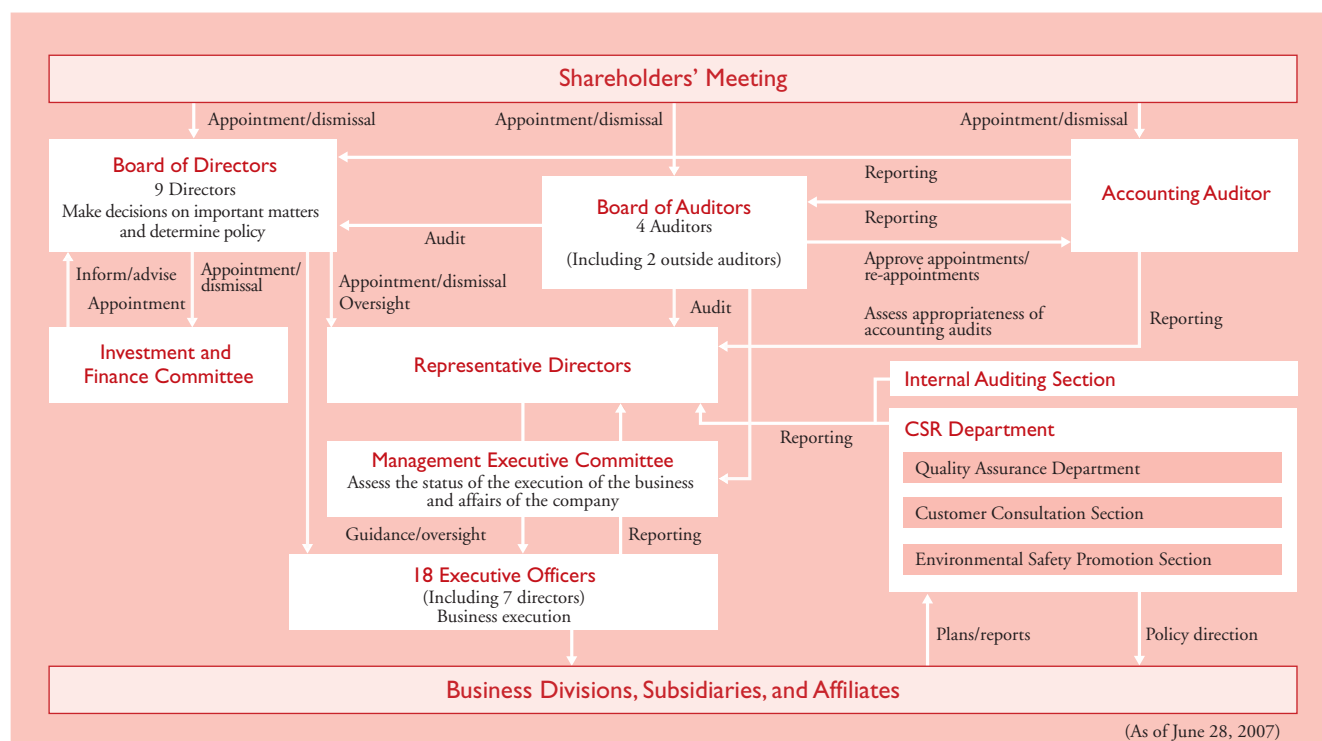 Shareholders' Meeting
Appointment/dismissal
Appointment/dismissal
Appointment/dismissal
Board of Directors
9 Directors
Make decisions on important matters
and determine policy
Board of Auditors
4 Auditors
(Including 2 outside auditors)
Accounting Auditor
Reporting
Reporting
Audit
Approve appointments/
re-appointments
Inform/advise
Appointment
Appointment/
dismissal
Appointment/dismissal
Oversight
Audit
Assess appropriateness of
accounting audits
Reporting
Investment and
Finance Committee
Representative Directors
Internal Auditing Section
Reporting
CSR Department
Quality Assurance Department
Customer Consultation Section
Environmental Safety Promotion Section
Management Executive Committee
Assess the status of the execution of the business
and affairs of the company
Guidance/oversight
Reporting
18 Executive Officers
(Including 7 directors)
Business execution
Plans/reports
Policy direction
Business Divisions, Subsidiaries, and Affiliates
(As of June 28, 2007)